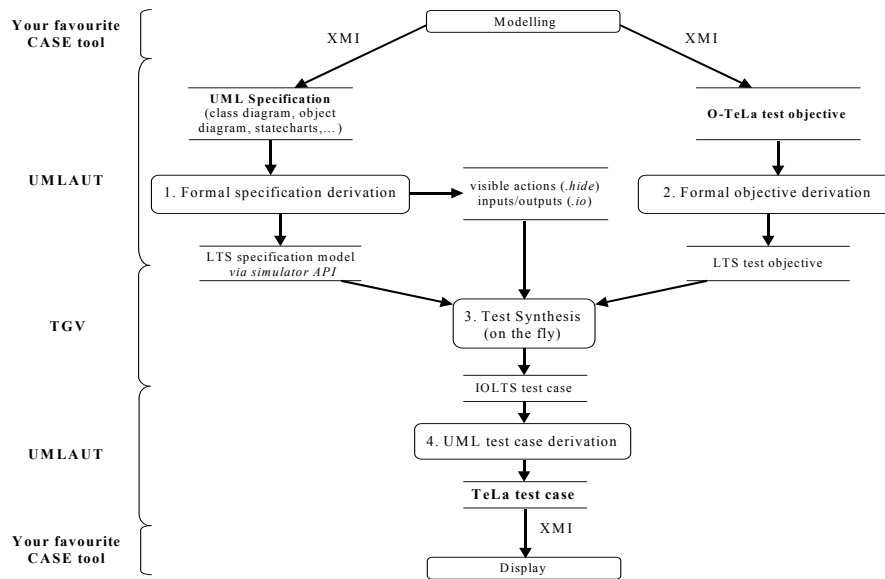 Your favourite
CASE tool
Modelling
XMI
XMI
UML Specification
(class diagram, object
diagram, statecharts,...)
O-TeLa test objective
UMLAUT
1. Formal specification derivation
visible actions (.hide)
inputs/outputs (.io)
2. Formal objective derivation
LTS specification model
via simulator API
LTS test objective
TGV
3. Test Synthesis
(on the fly)
IOLTS test case
UMLAUT
4. UML test case derivation
TeLa test case
XMI
Your favourite
CASE tool
Display